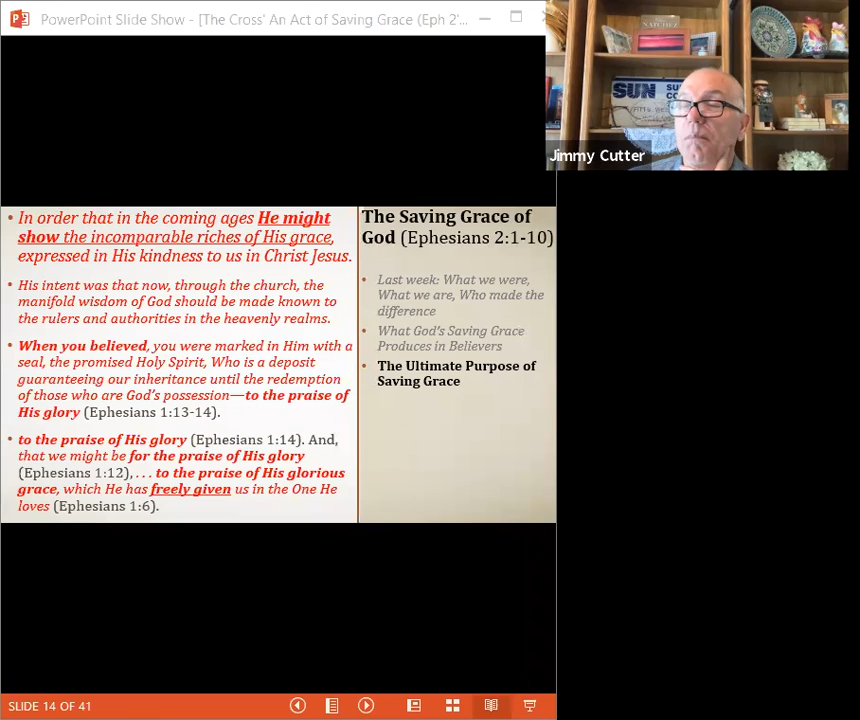 PowerPoint Slide Show - [The Cross' An Act of Saving Grace (Eph 2'...
NATCHEZ
SUN
Jimmy Cutter
• In order that in the coming ages He might
show the incomparable riches of His grace,
expressed in His kindness to us in Christ Jesus.
• His intent was that now, through the church, the
manifold wisdom of God should be made known to
the rulers and authorities in the heavenly realms.
• When you believed, you were marked in Him with a
seal, the promised Holy Spirit, Who is a deposit
guaranteeing our inheritance until the redemption
of those who are God's possession—to the praise of
His glory (Ephesians 1:13-14).
• to the praise of His glory (Ephesians 1:14). And,
that we might be for the praise of His glory
(Ephesians 1:12), . . . to the praise of His glorious
grace, which He has freely given us in the One He
loves (Ephesians 1:6).
The Saving Grace of
God (Ephesians 2:1-10)
• Last week: What we were,
What we are, Who made the
difference
• What God's Saving Grace
Produces in Believers
• The Ultimate Purpose of
Saving Grace
SLIDE 14 OF 41